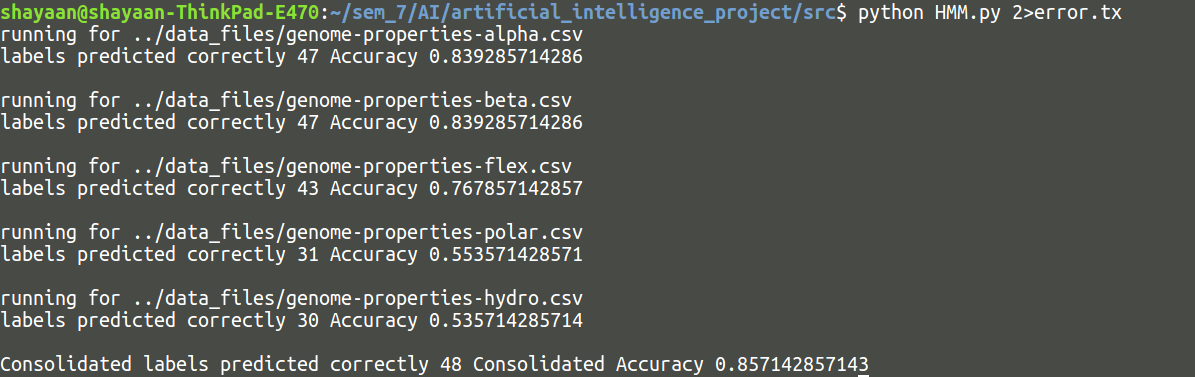 shayaan@shayaan-ThinkPad-E470:~/sem_7/AI/artificial_intelligence_project/src$ python HMM.py 2>error.tx
running for ../data_files/genome-properties-alpha.csv
labels predicted correctly 47 Accuracy 0.839285714286
running for ../data_files/genome-properties-beta.csv
labels predicted correctly 47 Accuracy 0.839285714286
running for ../data_files/genome-properties-flex.csv
labels predicted correctly 43 Accuracy 0.767857142857
running for ../data_files/genome-properties-polar.csv
labels predicted correctly 31 Accuracy 0.553571428571
running for ../data_files/genome-properties-hydro.csv
labels predicted correctly 30 Accuracy 0.535714285714
Consolidated labels predicted correctly 48 Consolidated Accuracy 0.857142857143